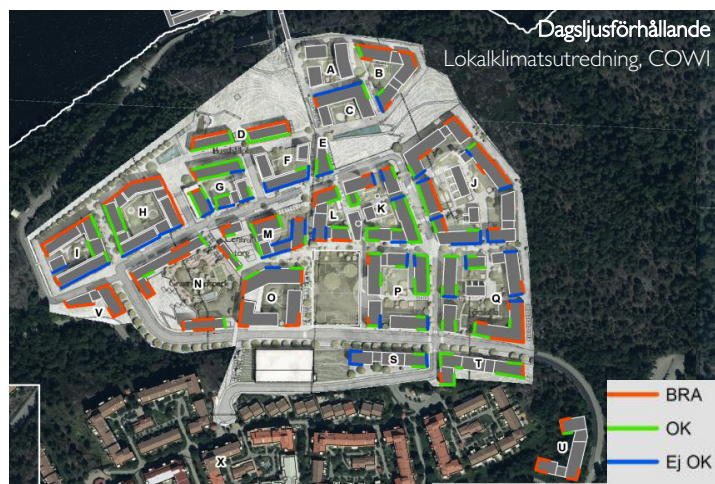 Dagsljusförhållande
Lokalklimatsutredning, COWI
A
B
C
D
E
F
G
H
I
J
K
L
M
N
O
P
Q
S
T
U
V
X
BRA
OK
Ej OK